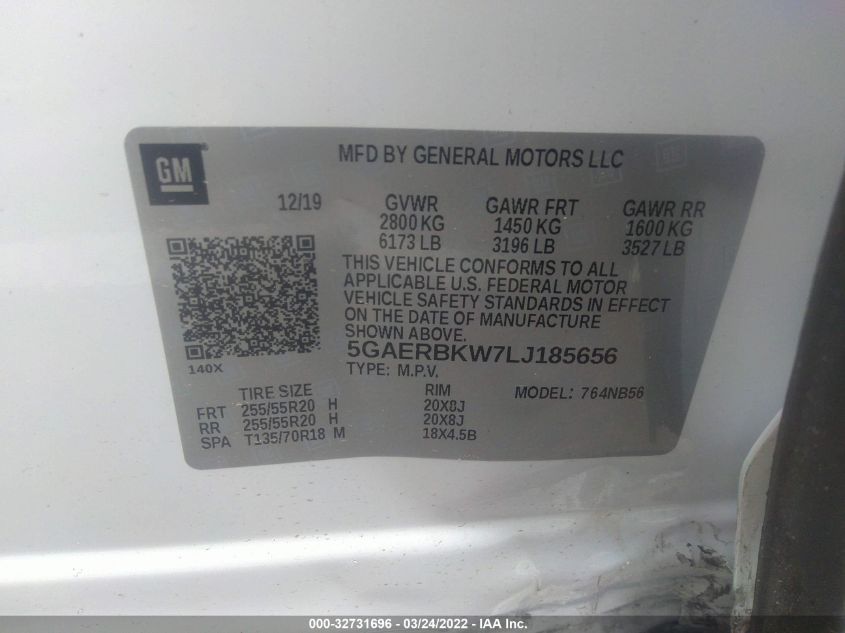 GM
MFD BY GENERAL MOTORS LLC
12/19 GVWR GAWR FRT GAWR RR
2800 KG 1450 KG 1600 KG
6173 LB 3196 LB 3527 LB
THIS VEHICLE CONFORMS TO ALL
APPLICABLE U.S. FEDERAL MOTOR
VEHICLE SAFETY STANDARDS IN EFFECT
ON THE DATE OF MANUFACTURE
SHOWN ABOVE.
5GAERBKW7LJ185656
140X TYPE: M.P.V.
TIRE SIZE RIM MODEL: 764NB56
FRT 255/55R20 H 20X8J
RR 255/55R20 H 20X8J
SPA T135/70R18 M 18X4.5B
000-32731696 - 03/24/2022 - IAA Inc.